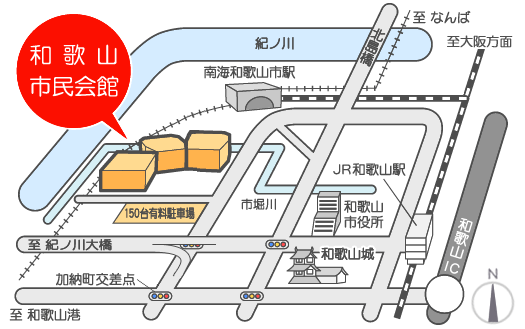 和歌山
市民会館
紀ノ川
北島橋
至 なんば
至大阪方面
南海和歌山市駅
JR和歌山駅
150台有料駐車場
市堀川
和歌山
市役所
和歌山IC
至 紀ノ川大橋
和歌山城
加納町交差点
至 和歌山港
N